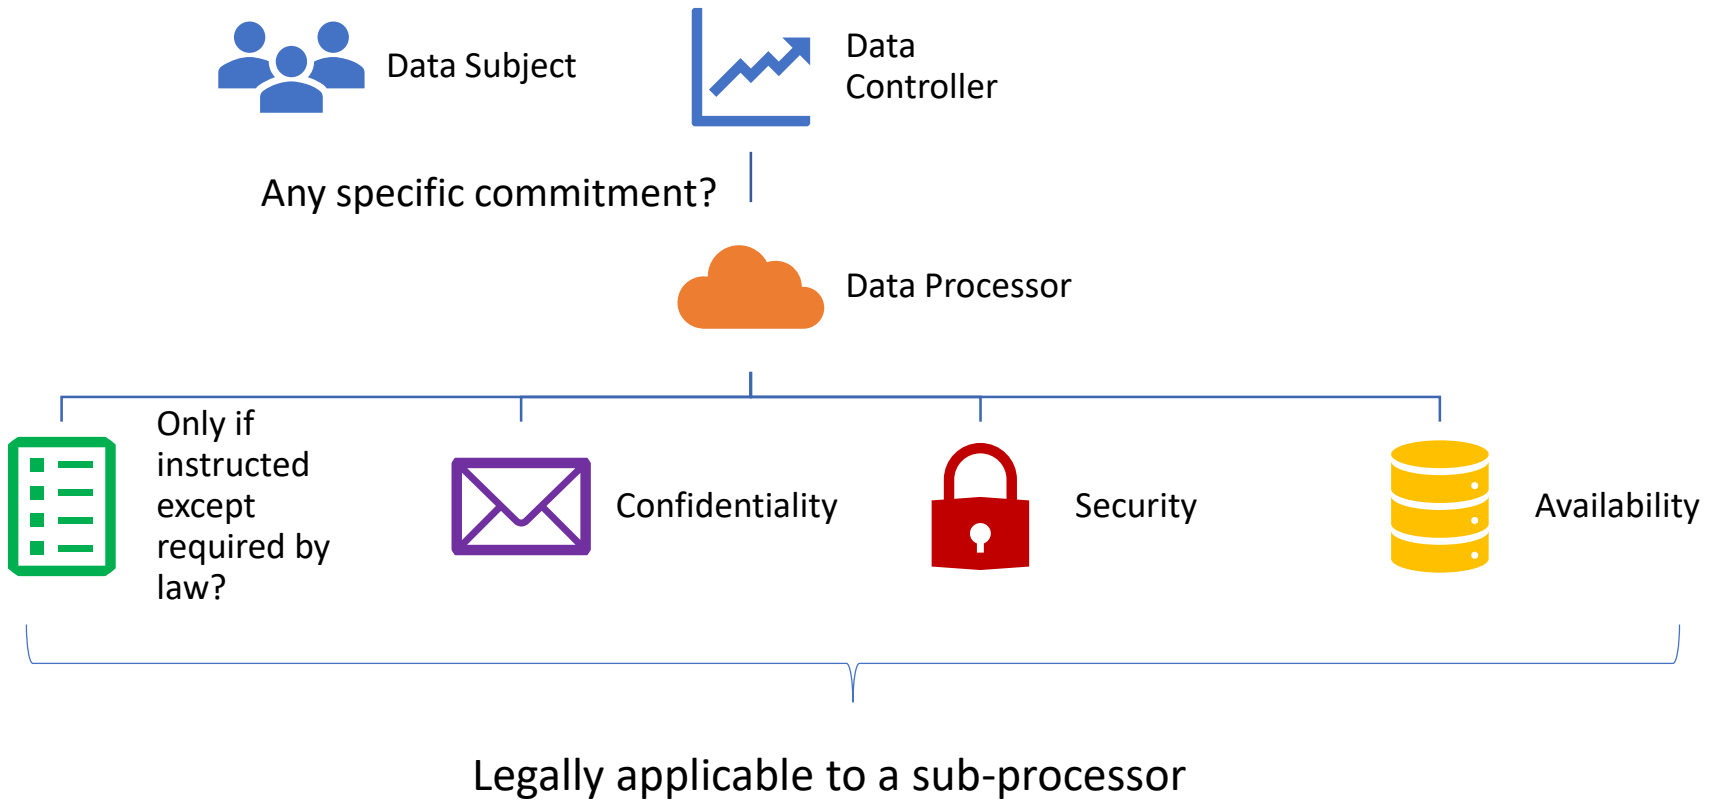 Data Subject
Data
Controller
Any specific commitment?
Data Processor
Only if
instructed
except
required by
law?
Confidentiality
Security
Availability
Legally applicable to a sub-processor